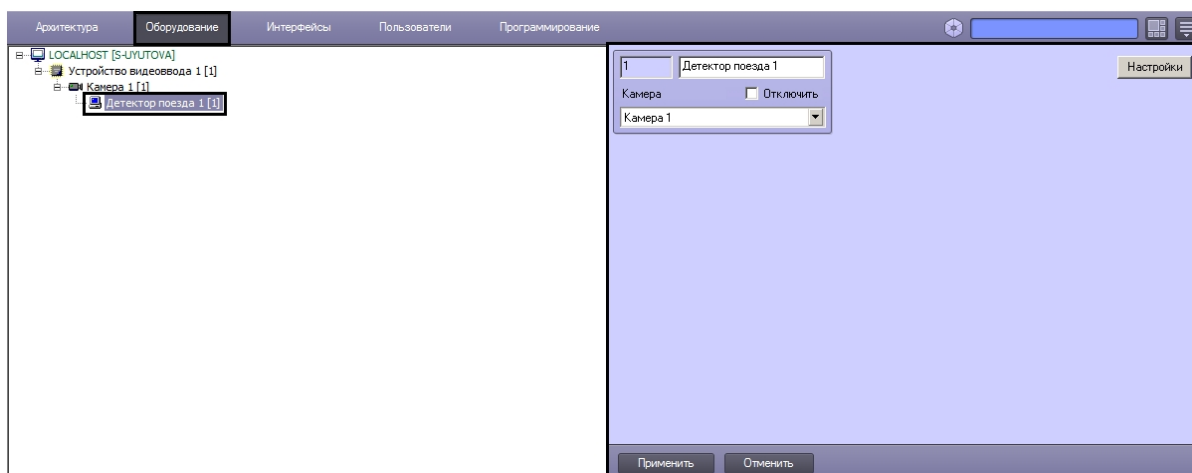 Архитектура Оборудование Интерфейсы Пользователи Программирование
LOCALHOST [S-UYUTOVA]
Устройство видеоввода 1 [1]
Камера 1 [1]
Детектор поезда 1 [1]
1 Детектор поезда 1
Настройки
Камера Отключить
Камера 1
Применить Отменить